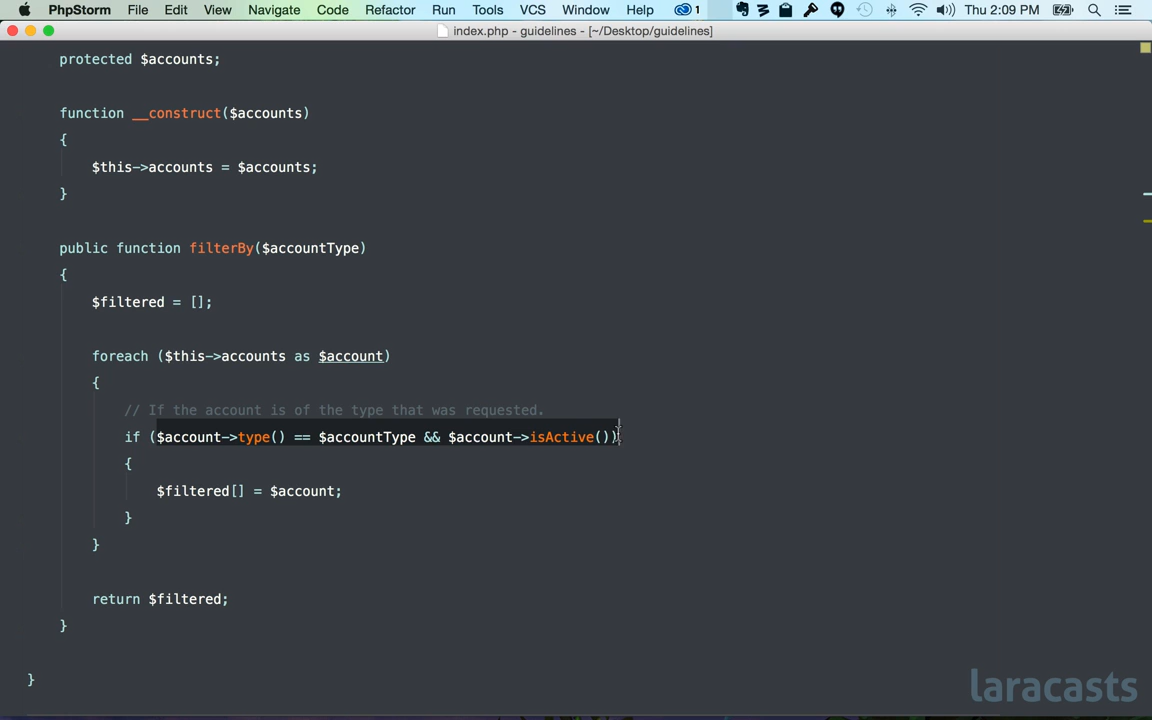 PhpStorm File Edit View Navigate Code Refactor Run Tools VCS Window Help 1 Thu 2:09 PM
index.php - guidelines - [~/Desktop/guidelines]
protected $accounts;
function __construct($accounts)
{
$this->accounts = $accounts;
}
public function filterBy($accountType)
{
$filtered = [];
foreach ($this->accounts as $account)
{
// If the account is of the type that was requested.
if ($account->type() == $accountType && $account->isActive())
{
$filtered[] = $account;
}
}
return $filtered;
}
}
laracasts